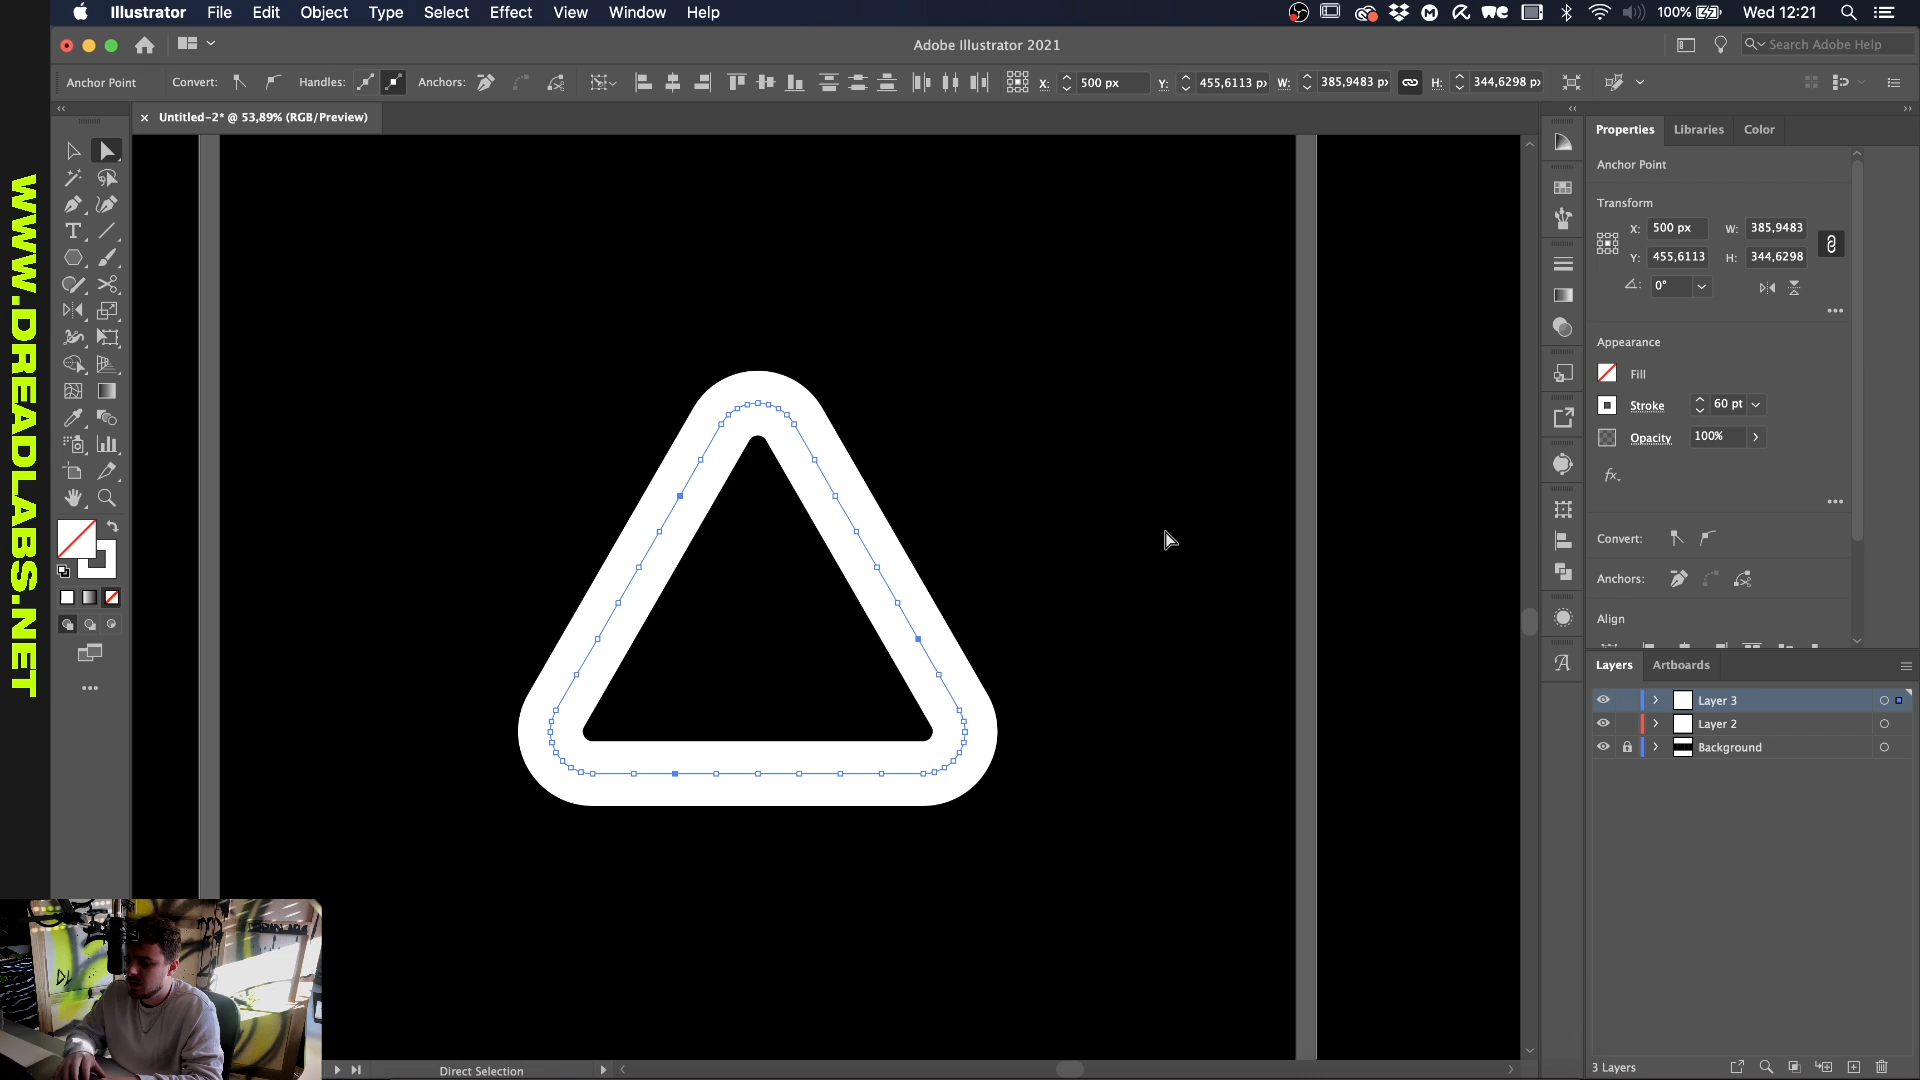 Illustrator File Edit Object Type Select Effect View Window Help
100% Wed 12:21
Adobe Illustrator 2021
Search Adobe Help
Anchor Point Convert: Handles: Anchors: X: 500 px Y: 455,6113 px W: 385,9483 px H: 344,6298 px
Untitled-2* @ 53,89% (RGB/Preview)
WWW.DREADLABS.NET
Properties Libraries Color
Anchor Point
Transform
X: 500 px W: 385,9483
Y: 455,6113 H: 344,6298
0°
Appearance
Fill
Stroke 60 pt
Opacity 100%
fx.
Convert:
Anchors:
Align
Layers Artboards
Layer 3
Layer 2
Background
3 Layers
Direct Selection